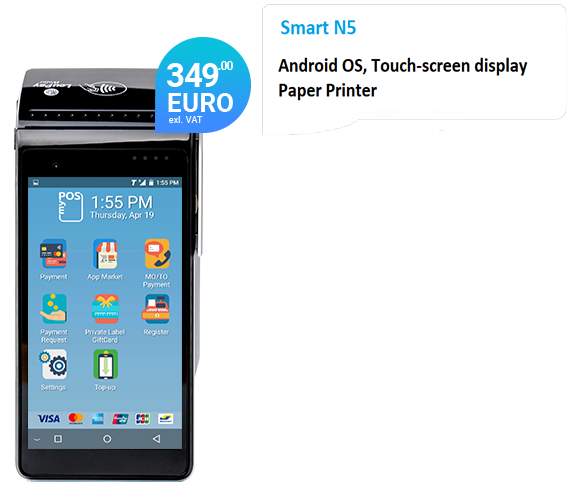 Smart N5
Android OS, Touch-screen display
Paper Printer
349.00
EURO
exl. VAT
1:55 PM
myPOS
1:55 PM
Thursday, Apr 19
Payment
App Market
MO/TO
Payment
Payment
Request
Private Label
GiftCard
Register
Settings
Top-up
VISA